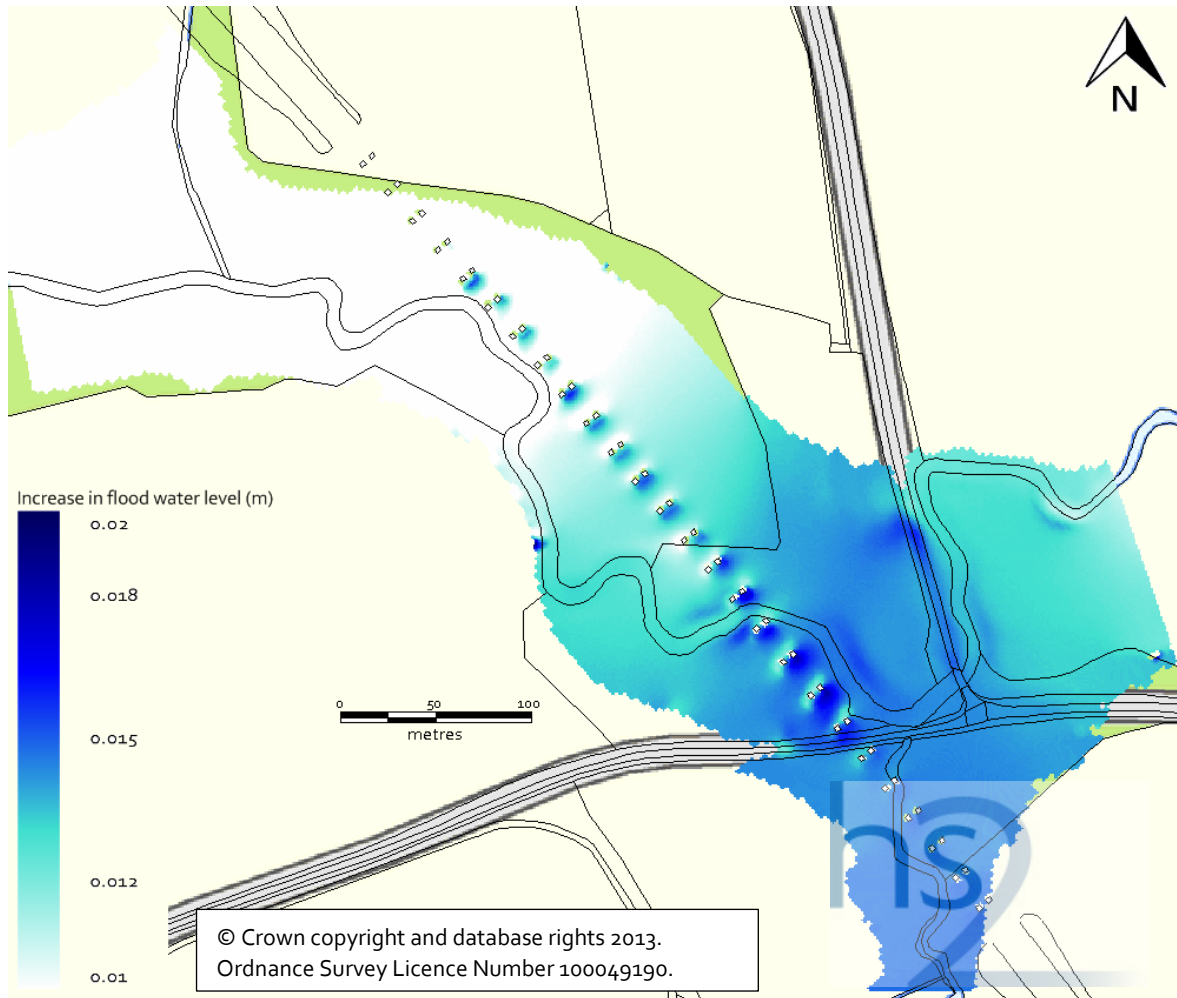 N
Increase in flood water level (m)
0.02
0.018
0.015
0.012
0.01
0 50 100
metres
hs2
© Crown copyright and database rights 2013.
Ordnance Survey Licence Number 100049190.